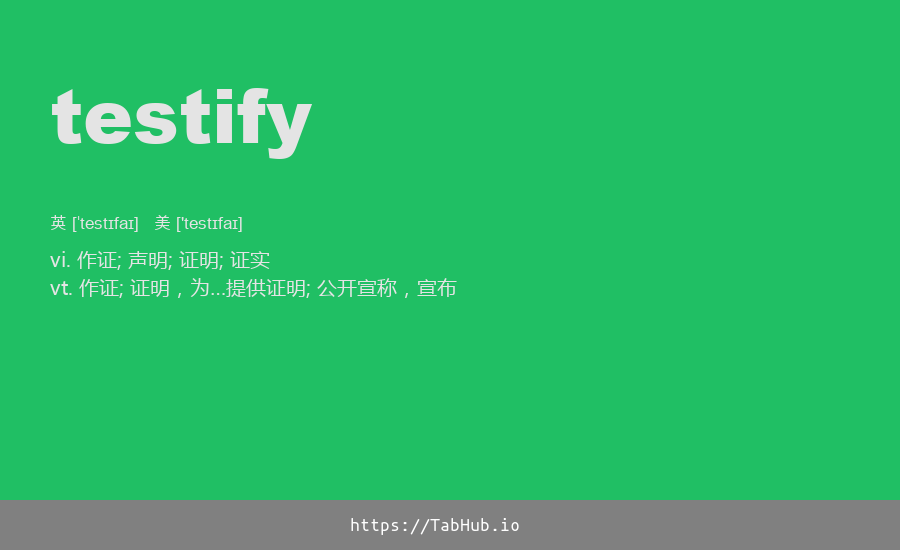 testify
英 ['testɪfaɪ]   美 ['testɪfaɪ]
vi. 作证; 声明; 证明; 证实
vt. 作证; 证明，为...提供证明; 公开宣称，宣布
https://TabHub.io